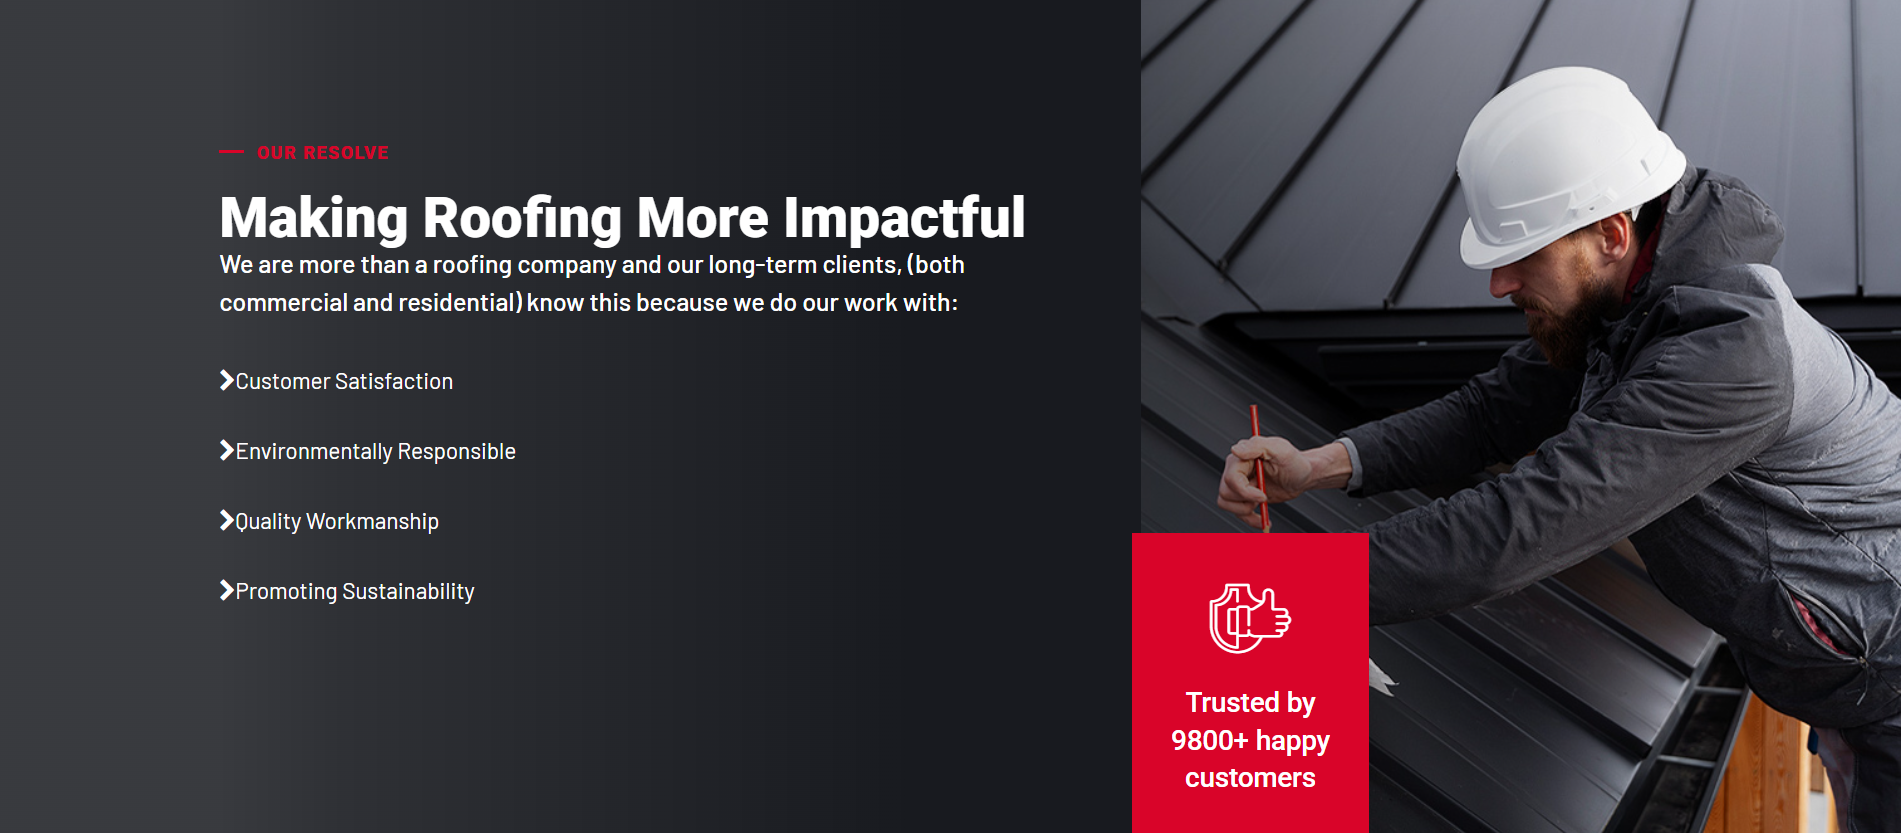 OUR RESOLVE
Making Roofing More Impactful
We are more than a roofing company and our long-term clients, (both
commercial and residential) know this because we do our work with:
Customer Satisfaction
Environmentally Responsible
Quality Workmanship
Promoting Sustainability
Trusted by
9800+ happy
customers